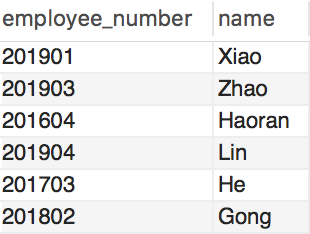 employee_number name
201901 Xiao
201903 Zhao
201604 Haoran
201904 Lin
201703 He
201802 Gong